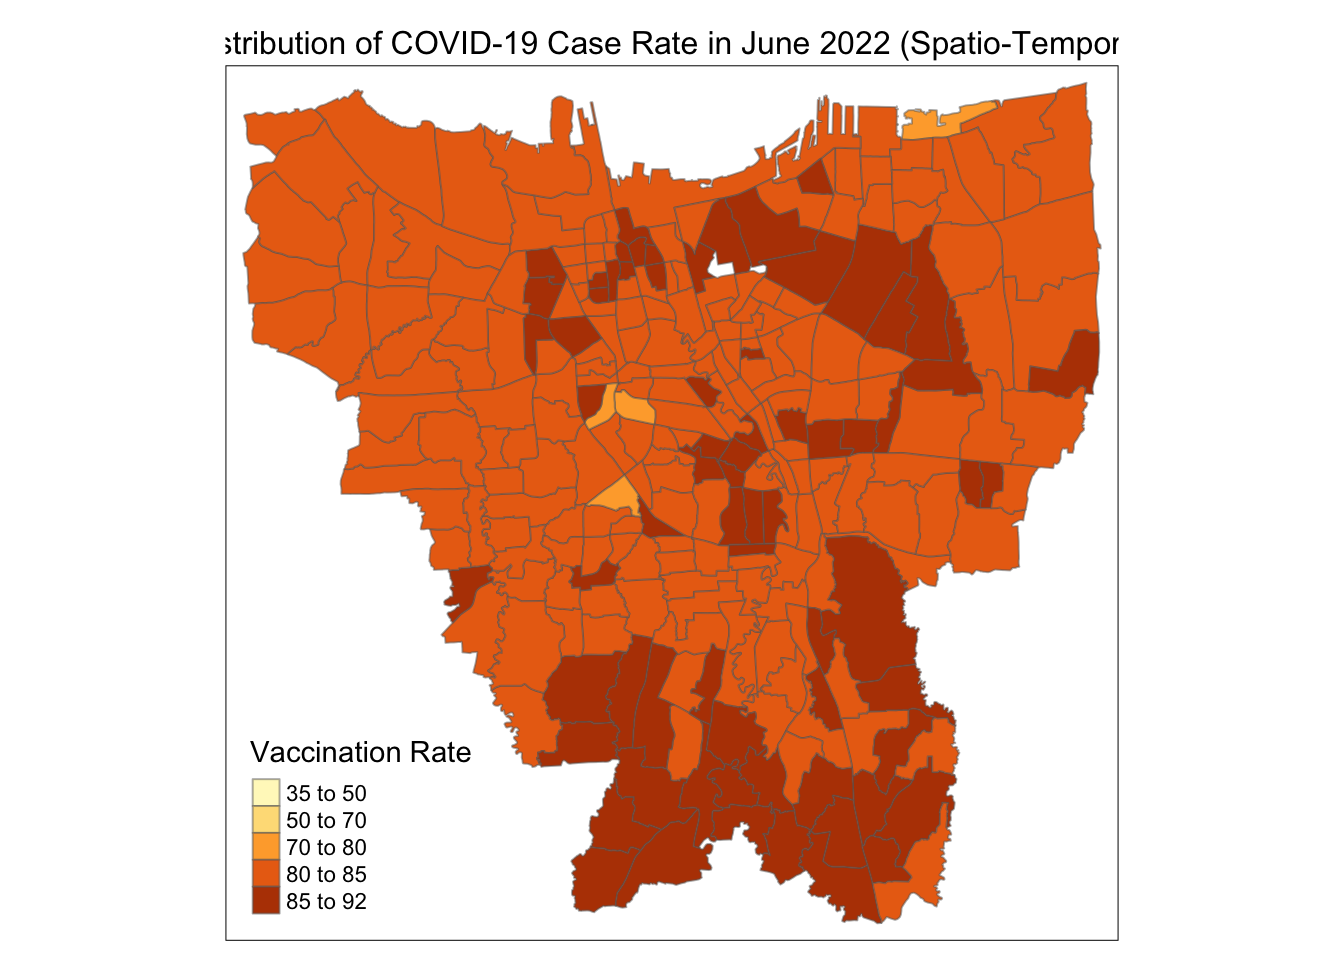 stribution of COVID-19 Case Rate in June 2022 (Spatio-Tempor
Vaccination Rate
35 to 50
50 to 70
70 to 80
80 to 85
85 to 92